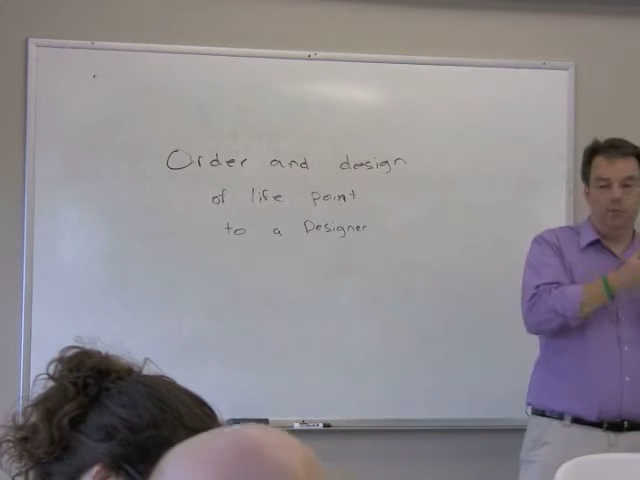 Order and design
of life point
to a Designer